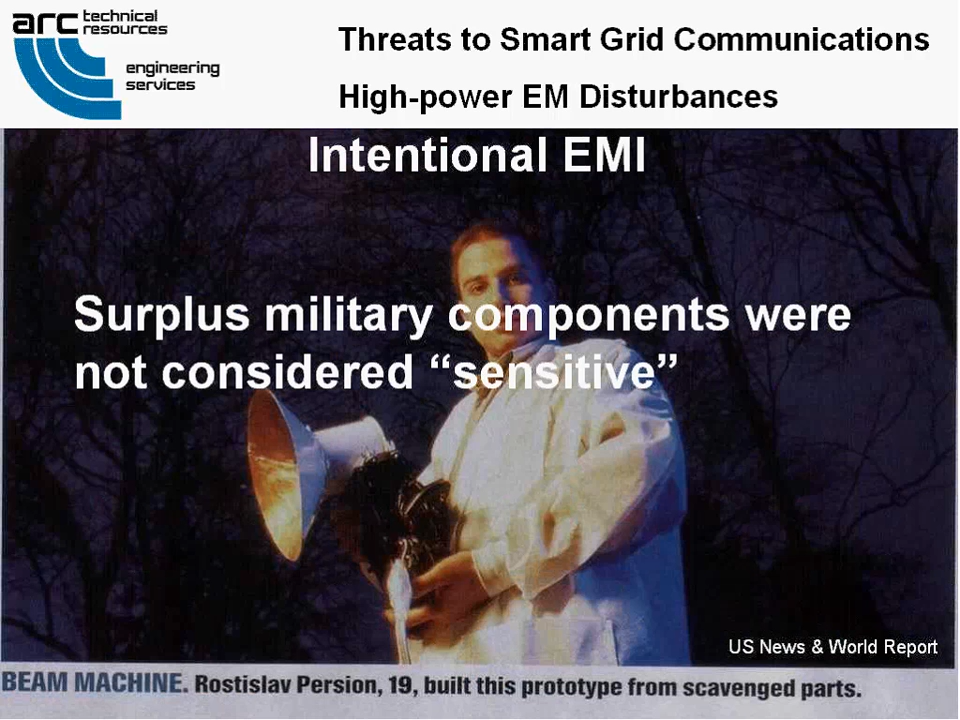 arc technical
resources
engineering
services
Threats to Smart Grid Communications
High-power EM Disturbances
Intentional EMI
Surplus military components were
not considered “sensitive”
US News & World Report
BEAM MACHINE. Rostislav Persion, 19, built this prototype from scavenged parts.